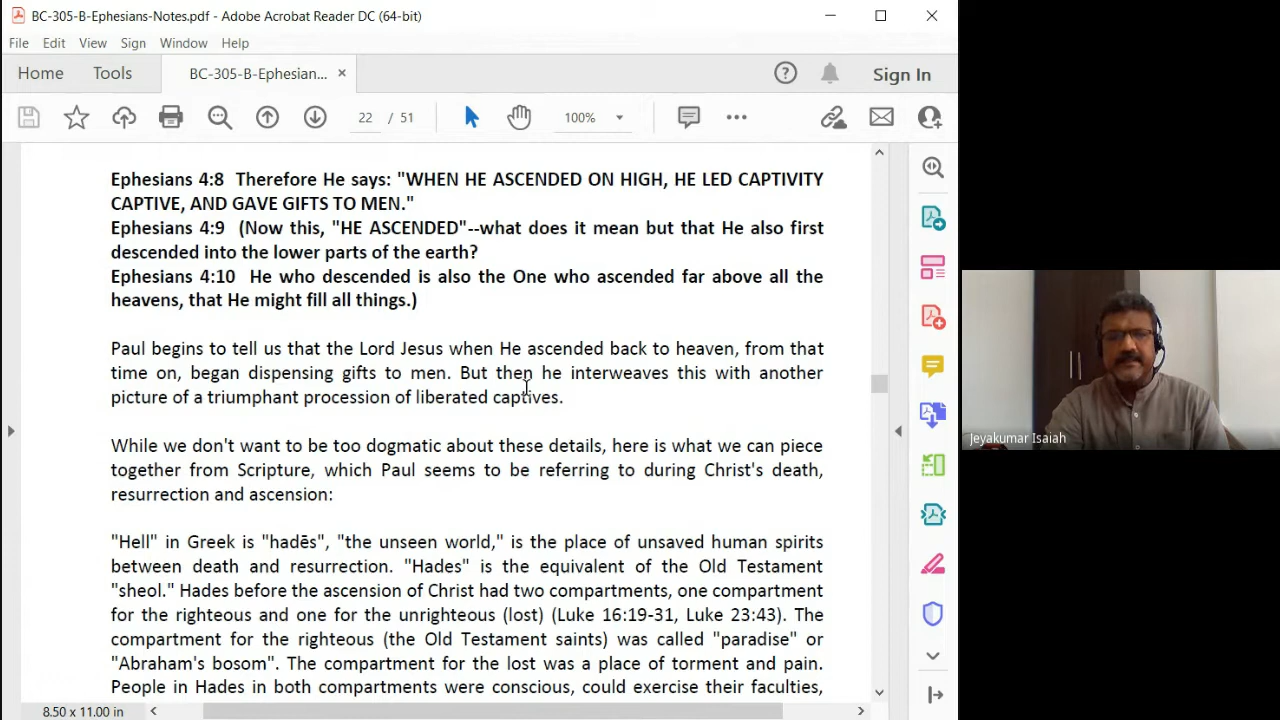 BC-305-B-Ephesians-Notes.pdf - Adobe Acrobat Reader DC (64-bit)
File Edit View Sign Window Help
Home Tools BC-305-B-Ephesian... × Sign In
22 / 51 100%
Ephesians 4:8 Therefore He says: "WHEN HE ASCENDED ON HIGH, HE LED CAPTIVITY
CAPTIVE, AND GAVE GIFTS TO MEN."
Ephesians 4:9 (Now this, "HE ASCENDED"--what does it mean but that He also first
descended into the lower parts of the earth?
Ephesians 4:10 He who descended is also the One who ascended far above all the
heavens, that He might fill all things.)
Paul begins to tell us that the Lord Jesus when He ascended back to heaven, from that
time on, began dispensing gifts to men. But then he interweaves this with another
picture of a triumphant procession of liberated captives.
While we don't want to be too dogmatic about these details, here is what we can piece
together from Scripture, which Paul seems to be referring to during Christ's death,
resurrection and ascension:
"Hell" in Greek is "hadēs", "the unseen world," is the place of unsaved human spirits
between death and resurrection. "Hades" is the equivalent of the Old Testament
"sheol." Hades before the ascension of Christ had two compartments, one compartment
for the righteous and one for the unrighteous (lost) (Luke 16:19-31, Luke 23:43). The
compartment for the righteous (the Old Testament saints) was called "paradise" or
"Abraham's bosom". The compartment for the lost was a place of torment and pain.
People in Hades in both compartments were conscious, could exercise their faculties,
8.50 x 11.00 in
Jeyakumar Isaiah